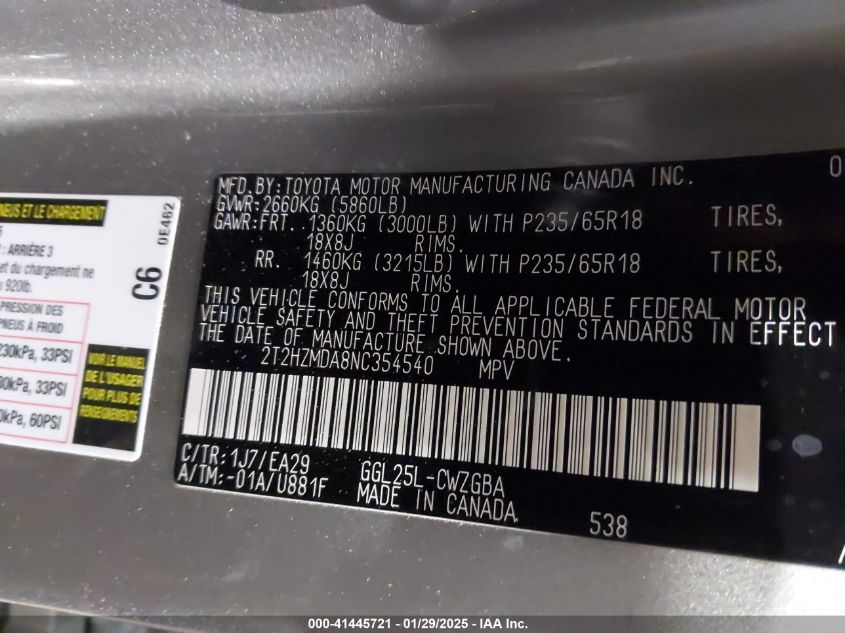 PNEUS ET LE CHARGEMENT
: ARRIÈRE 3
et du chargement ne
920lb.
PRESSION DES
PNEUS À FROID
230kPa, 33PSI
kPa, 33PSI
kPa, 60PSI
VOIR LE MANUEL
DE L'USAGER
POUR PLUS DE
RENSEIGNEMENTS
C6
0E462
MFD.BY:TOYOTA MOTOR MANUFACTURING CANADA INC. 0
GVWR:2660KG (5860LB)
GAWR:FRT. 1360KG (3000LB) WITH P235/65R18 TIRES,
18X8J RIMS.
RR. 1460KG (3215LB) WITH P235/65R18 TIRES,
18X8J RIMS.
THIS VEHICLE CONFORMS TO ALL APPLICABLE FEDERAL MOTOR
VEHICLE SAFETY AND THEFT PREVENTION STANDARDS IN EFFECT
THE DATE OF MANUFACTURE SHOWN ABOVE.
2T2HZMDA8NC354540 MPV
C/TR:1J7/EA29 GGL25L-CWZGBA
A/TM:-01A/U881F MADE IN CANADA
538
000-41445721 - 01/29/2025 - IAA Inc.